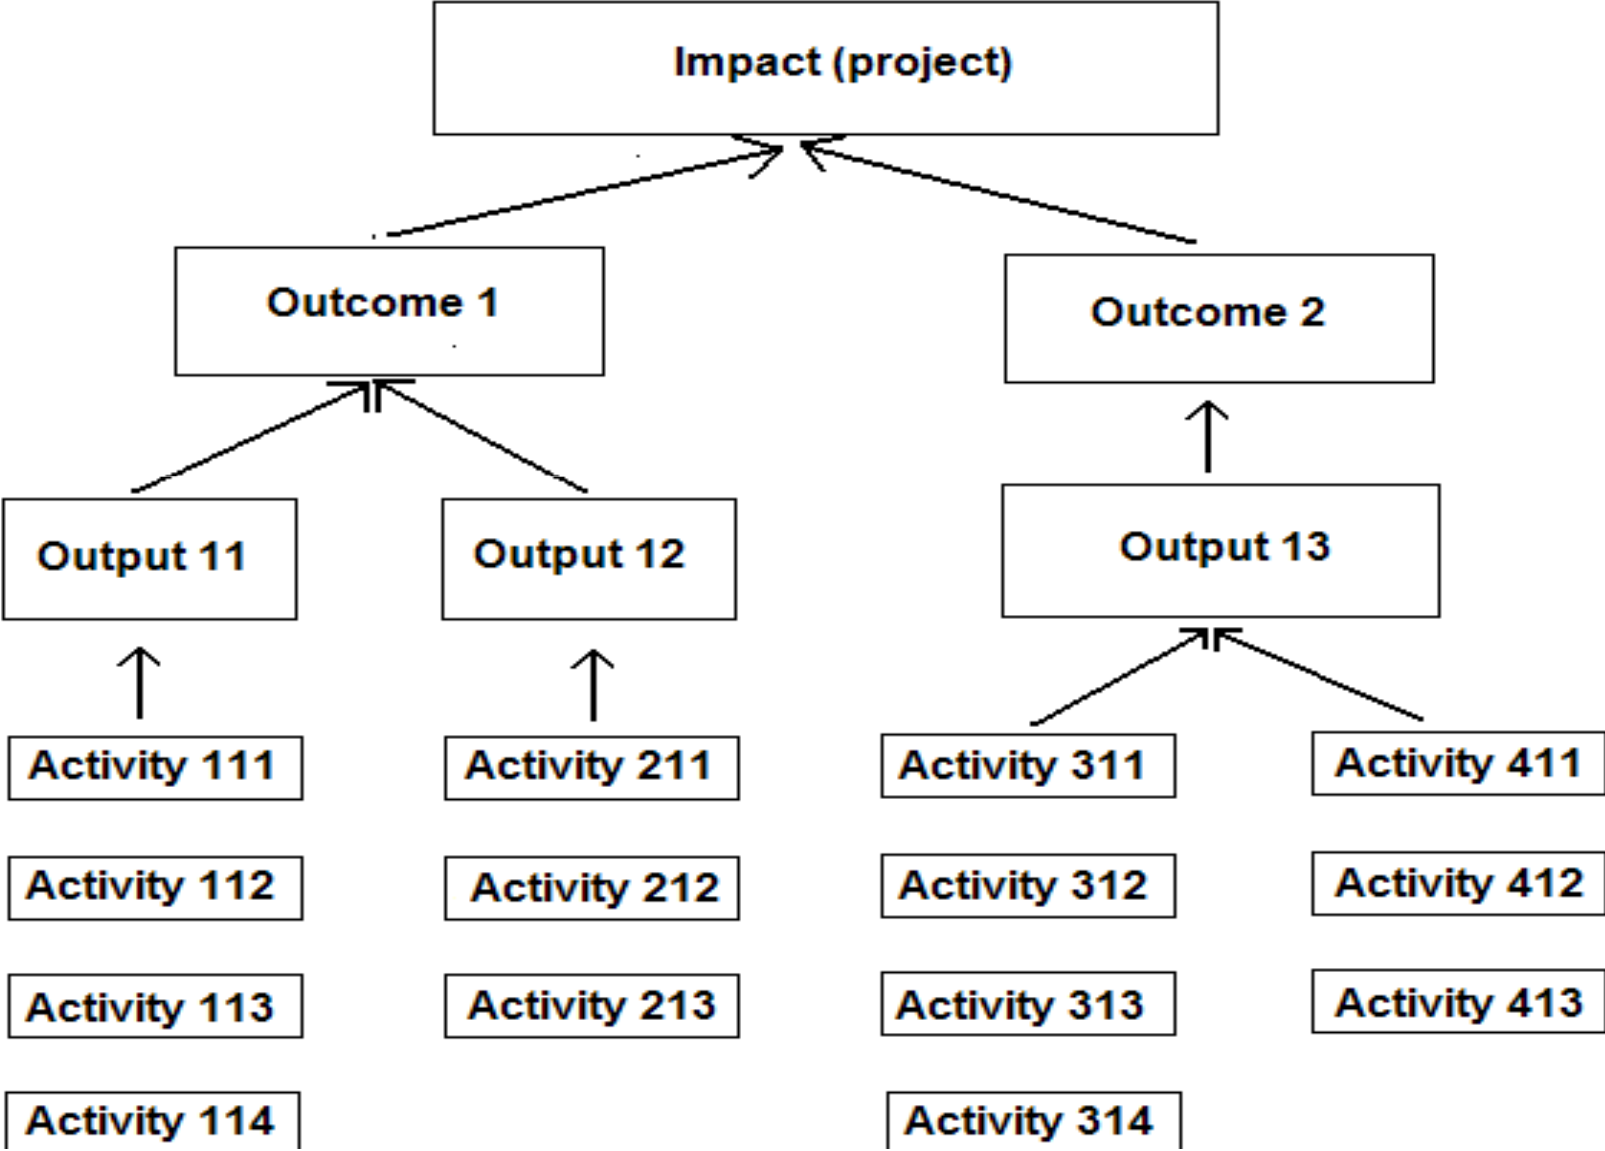 Impact (project)
Outcome 1
Outcome 2
Output 11
Output 12
Output 13
Activity 111
Activity 211
Activity 311
Activity 411
Activity 112
Activity 212
Activity 312
Activity 412
Activity 113
Activity 213
Activity 313
Activity 413
Activity 114
Activity 314